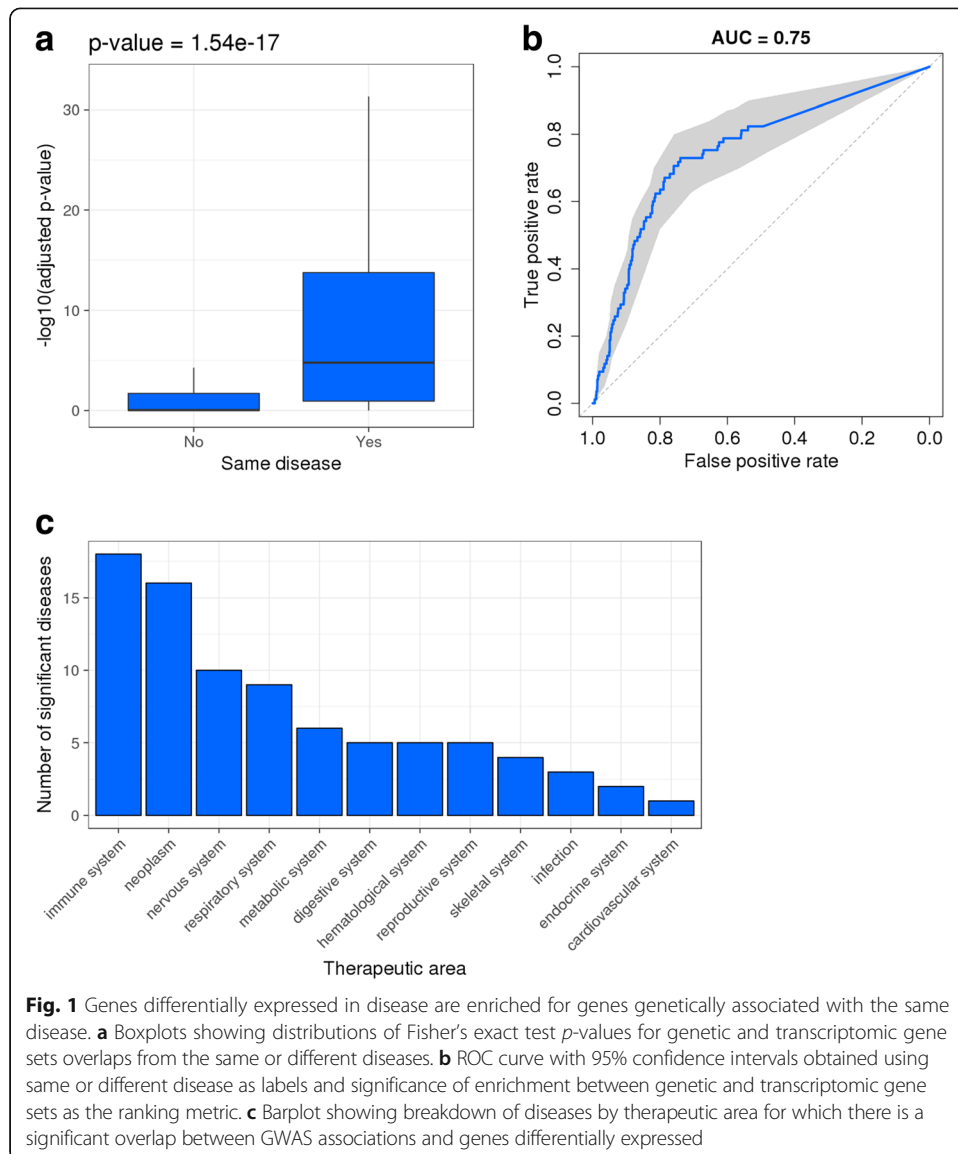 a
p-value = 1.54e-17
30
20
10
0
-log10(adjusted p-value)
No
Yes
Same disease
b
AUC = 0.75
1.0
0.8
0.6
0.4
0.2
0.0
True positive rate
1.0
0.8
0.6
0.4
0.2
0.0
False positive rate
c
15
10
5
0
Number of significant diseases
immune system
neoplasm
nervous system
respiratory system
metabolic system
digestive system
hematological system
reproductive system
skeletal system
infection
endocrine system
cardiovascular system
Therapeutic area
Fig. 1 Genes differentially expressed in disease are enriched for genes genetically associated with the same
disease. a Boxplots showing distributions of Fisher's exact test p-values for genetic and transcriptomic gene
sets overlaps from the same or different diseases. b ROC curve with 95% confidence intervals obtained using
same or different disease as labels and significance of enrichment between genetic and transcriptomic gene
sets as the ranking metric. c Barplot showing breakdown of diseases by therapeutic area for which there is a
significant overlap between GWAS associations and genes differentially expressed